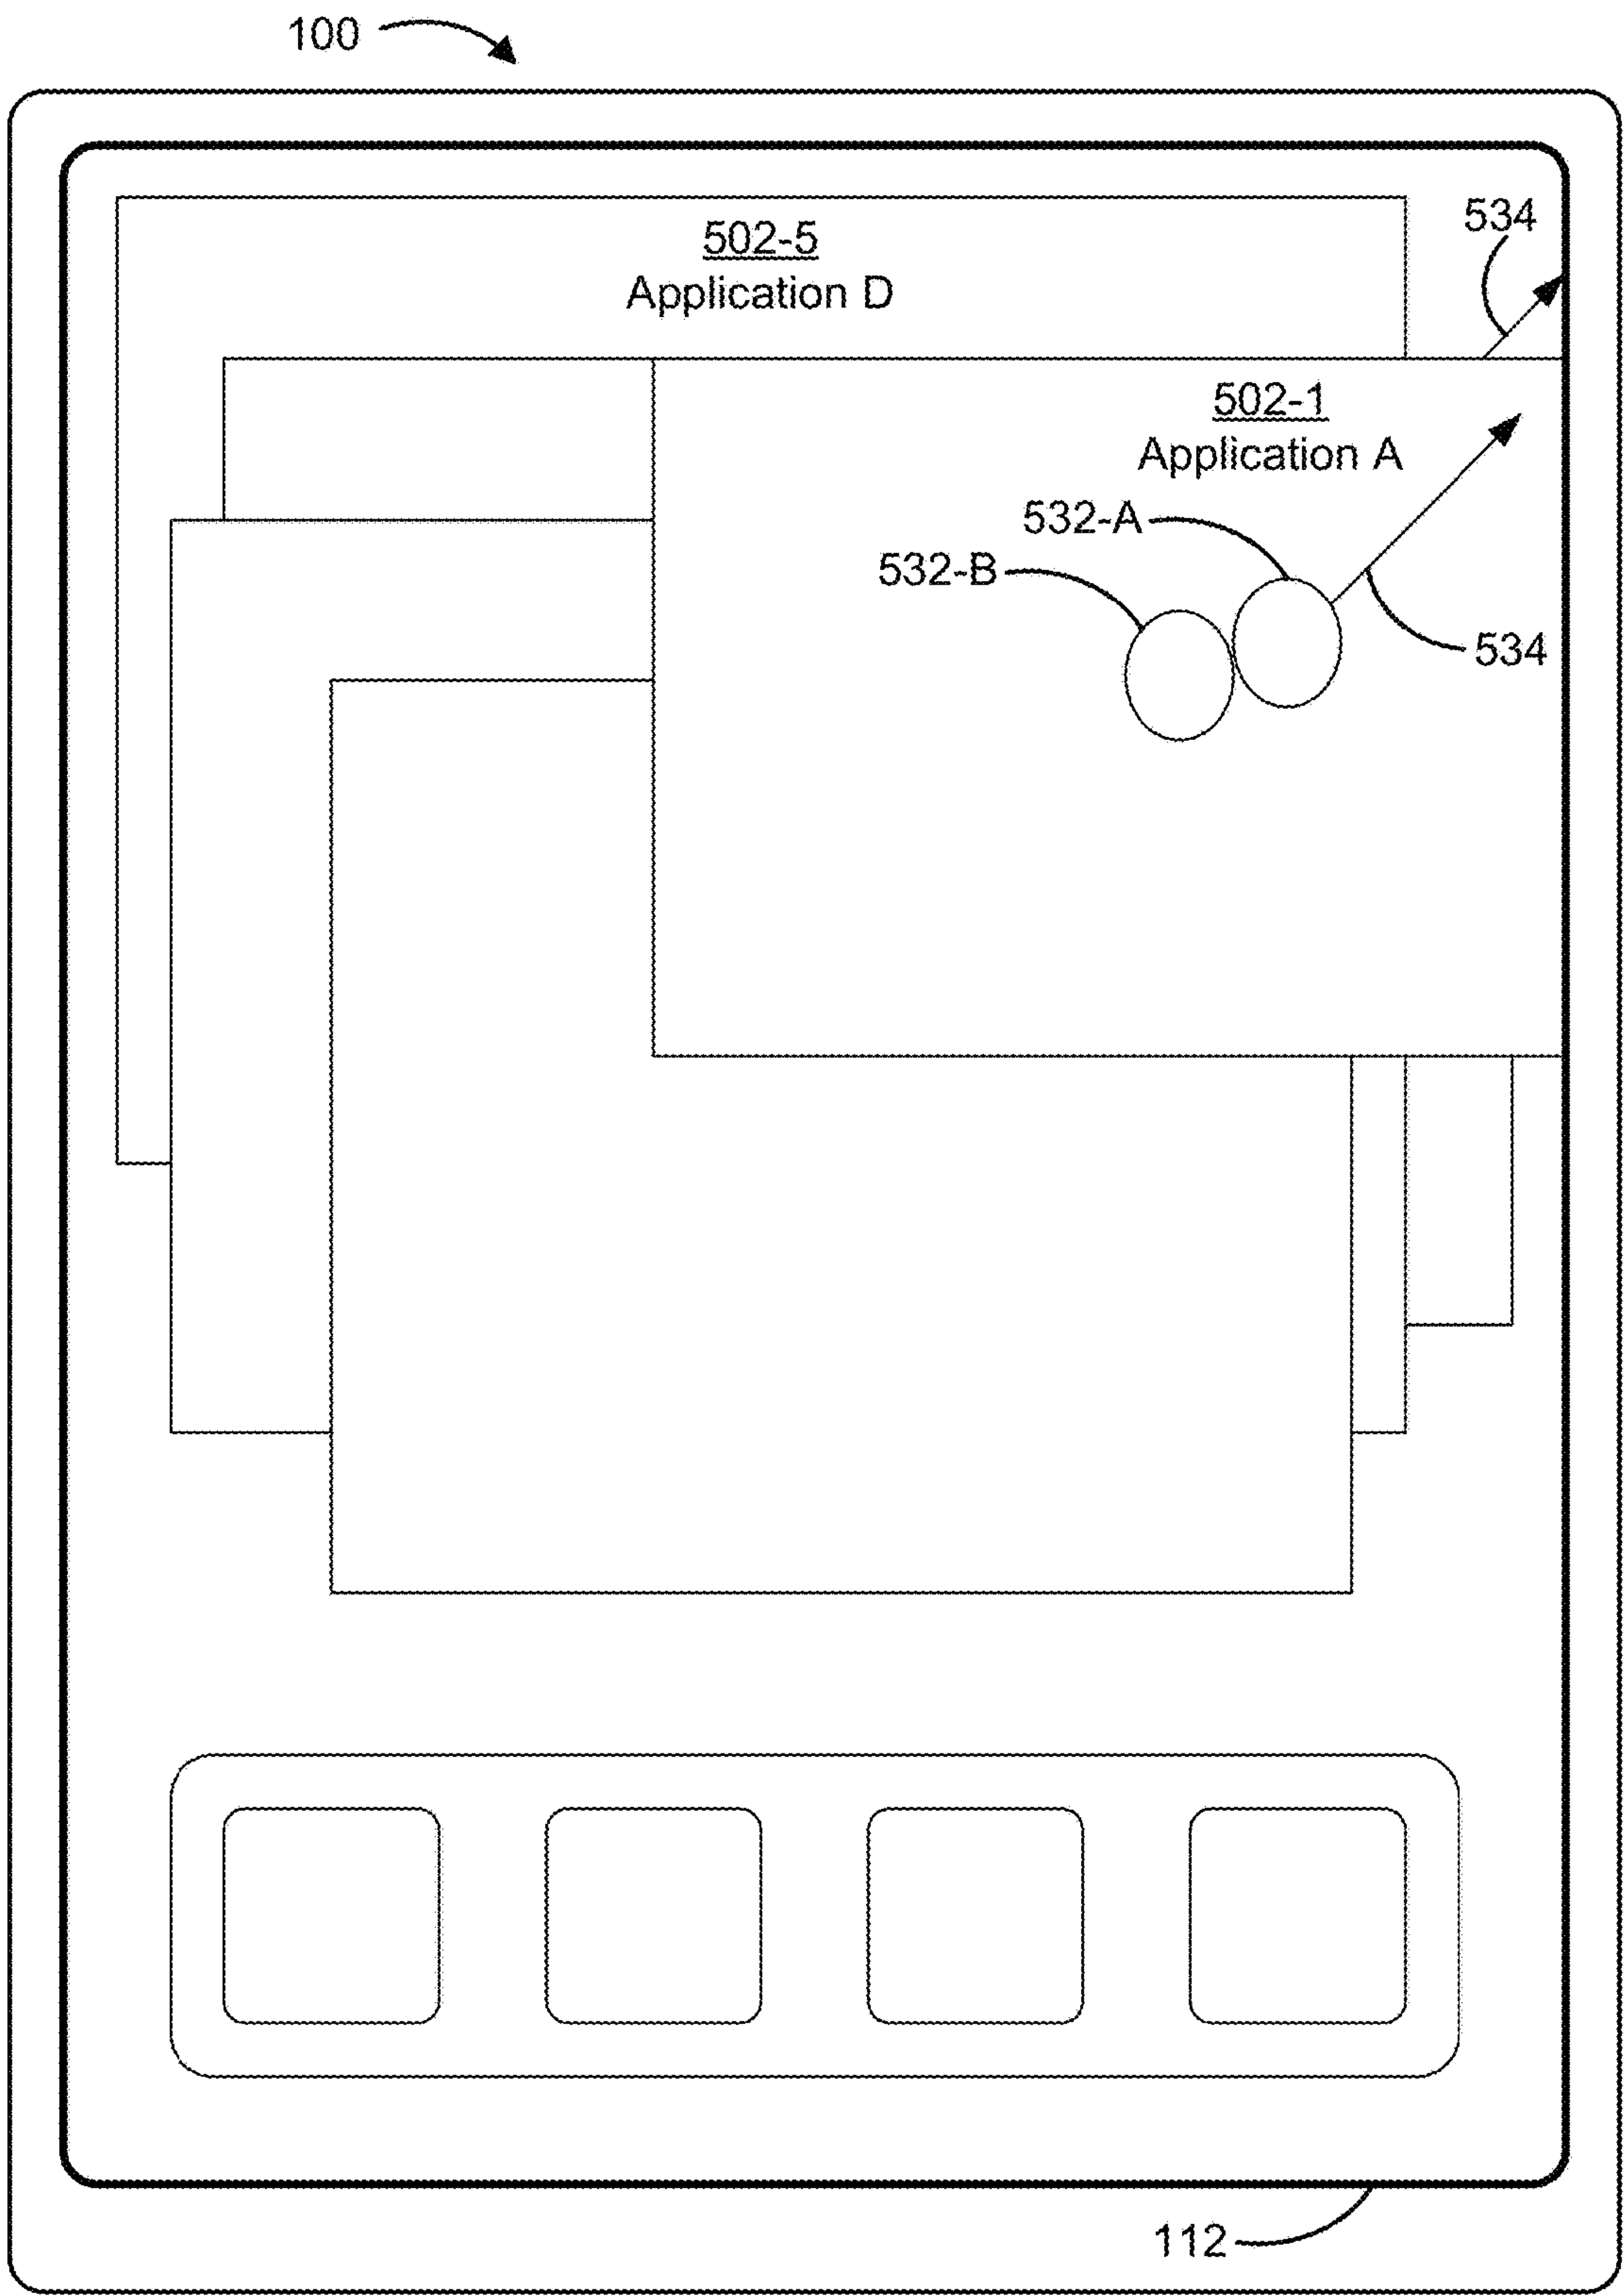 100
534
502-5
Application D
502-1
Application A
532-A
532-B
534
112